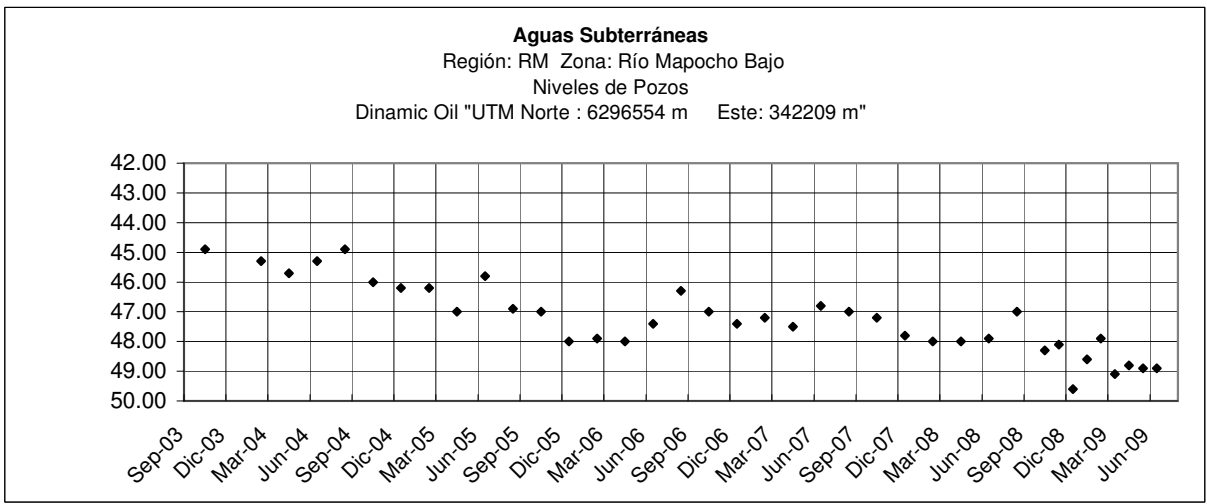 Aguas Subterráneas
Región: RM Zona: Río Mapocho Bajo
Niveles de Pozos
Dinamic Oil "UTM Norte : 6296554 m Este: 342209 m"
42.00
43.00
44.00
45.00
46.00
47.00
48.00
49.00
50.00
Sep-03
Dic-03
Mar-04
Jun-04
Sep-04
Dic-04
Mar-05
Jun-05
Sep-05
Dic-05
Mar-06
Jun-06
Sep-06
Dic-06
Mar-07
Jun-07
Sep-07
Dic-07
Mar-08
Jun-08
Sep-08
Dic-08
Mar-09
Jun-09